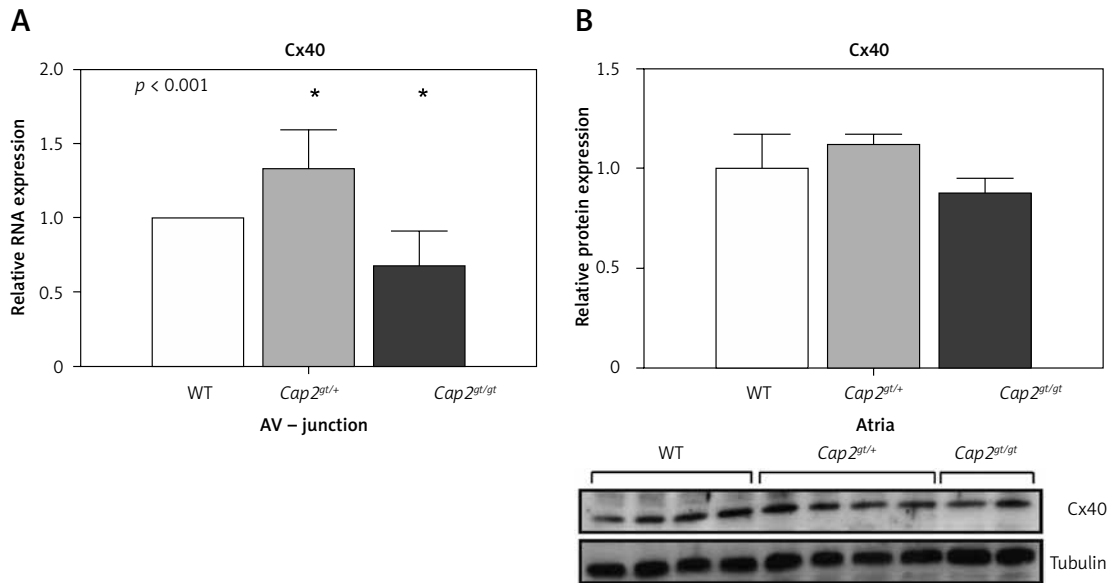 A
Cx40
2.0
1.5
1.0
0.5
0
Relative RNA expression
p < 0.001
*
*
WT
Cap2gt/+
Cap2gt/gt
AV – junction
B
Cx40
1.5
1.0
0.5
0
Relative protein expression
WT
Cap2gt/+
Cap2gt/gt
Atria
WT
Cap2gt/+
Cap2gt/gt
Cx40
Tubulin